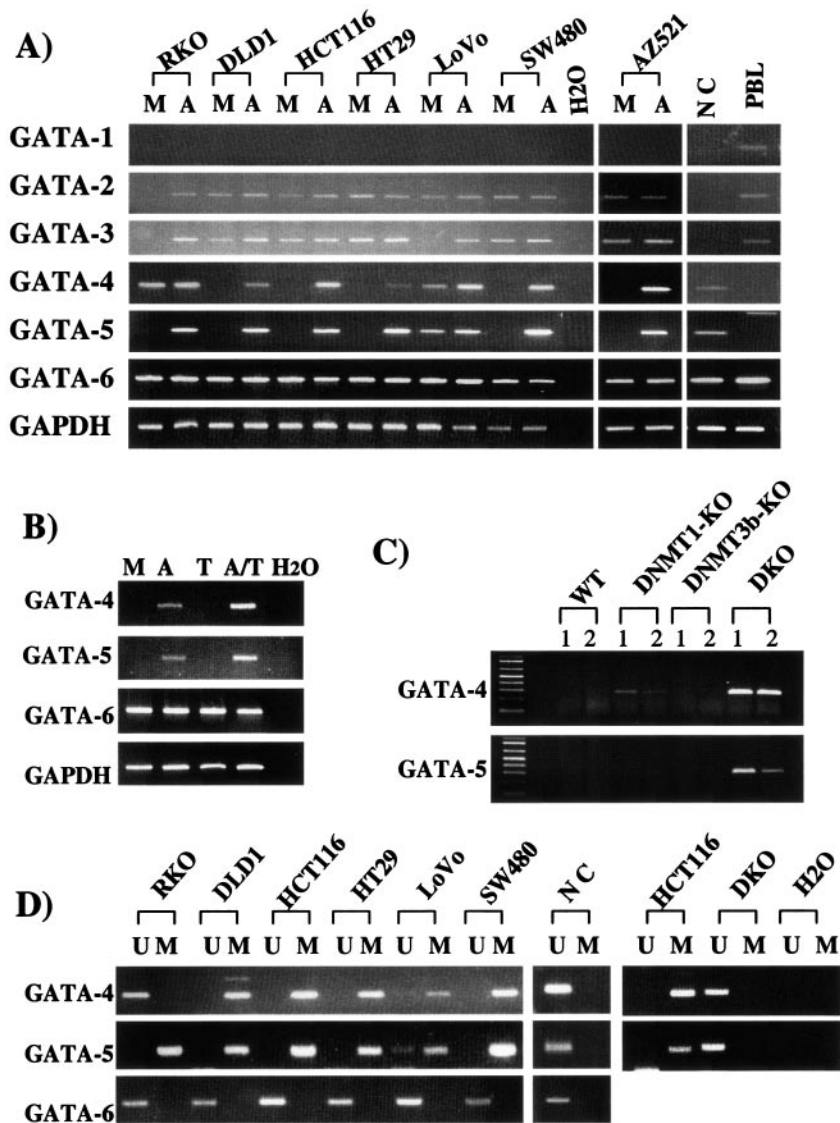 A)
RKO DLD1 HCT116 HT29 LoVo SW480 H2O AZ521 N C PBL
M A M A M A M A M A M A M A
GATA-1
GATA-2
GATA-3
GATA-4
GATA-5
GATA-6
GAPDH
B)
M A T A/T H2O
GATA-4
GATA-5
GATA-6
GAPDH
C)
WT DNMT1-KO DNMT3b-KO DKO
1 2 1 2 1 2 1 2
GATA-4
GATA-5
D)
RKO DLD1 HCT116 HT29 LoVo SW480 N C HCT116 DKO H2O
U M U M U M U M U M U M U M U M U M U M
GATA-4
GATA-5
GATA-6